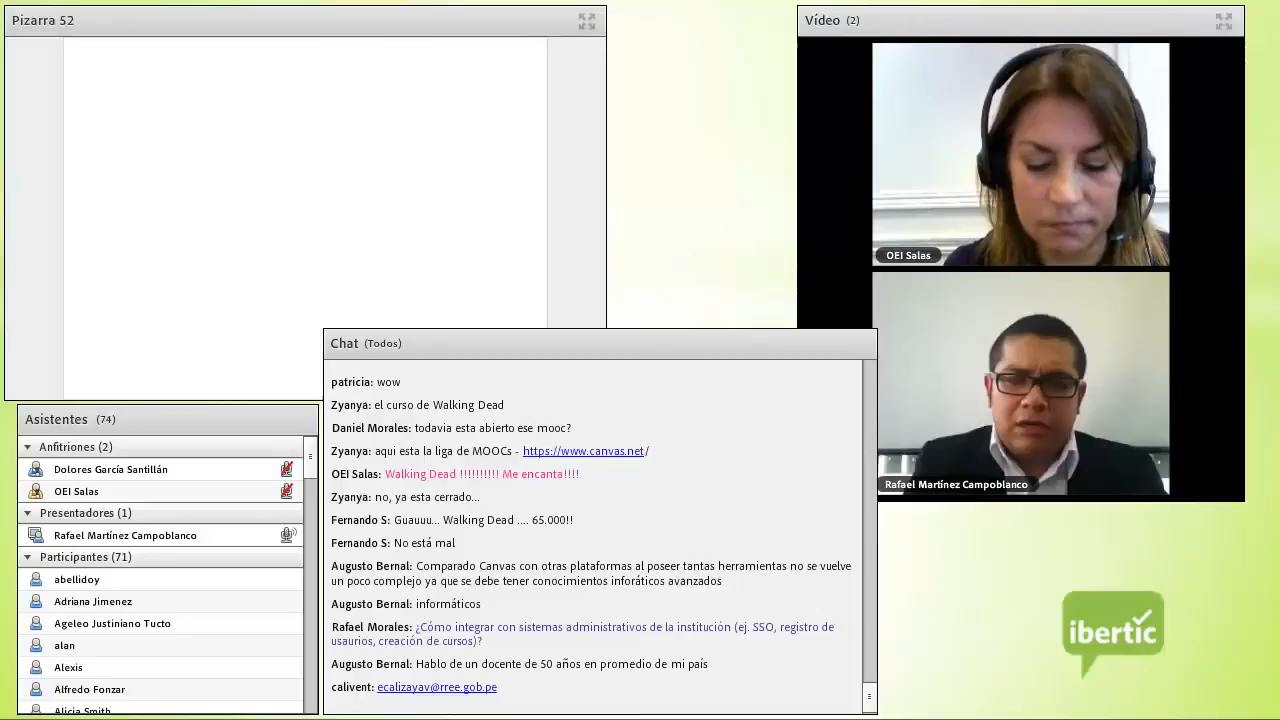 Pizarra 52
Vídeo (2)
OEI Salas
Rafael Martínez Campoblanco
Chat (Todos)
patricia: wow
Zyanya: el curso de Walking Dead
Daniel Morales: todavia esta abierto ese mooc?
Zyanya: aqui esta la liga de MOOCs - https://www.canvas.net/
OEI Salas: Walking Dead !!!!!!!!!! Me encanta!!!!
Zyanya: no, ya esta cerrado...
Fernando S: Guauuu... Walking Dead .... 65.000!!
Fernando S: No está mal
Augusto Bernal: Comparado Canvas con otras plataformas al poseer tantas herramientas no se vuelve
un poco complejo ya que se debe tener conocimientos inforáticos avanzados
Augusto Bernal: informáticos
Rafael Morales: ¿Cómo integrar con sistemas administrativos de la institución (ej. SSO, registro de
usaurios, creación de cursos)?
Augusto Bernal: Hablo de un docente de 50 años en promedio de mi país
calivent: ecalizayav@rree.gob.pe
Asistentes (74)
Anfitriones (2)
Dolores García Santillán
OEI Salas
Presentadores (1)
Rafael Martínez Campoblanco
Participantes (71)
abellidoy
Adriana Jimenez
Ageleo Justiniano Tucto
alan
Alexis
Alfredo Fonzar
Alicia Smith
ibertic